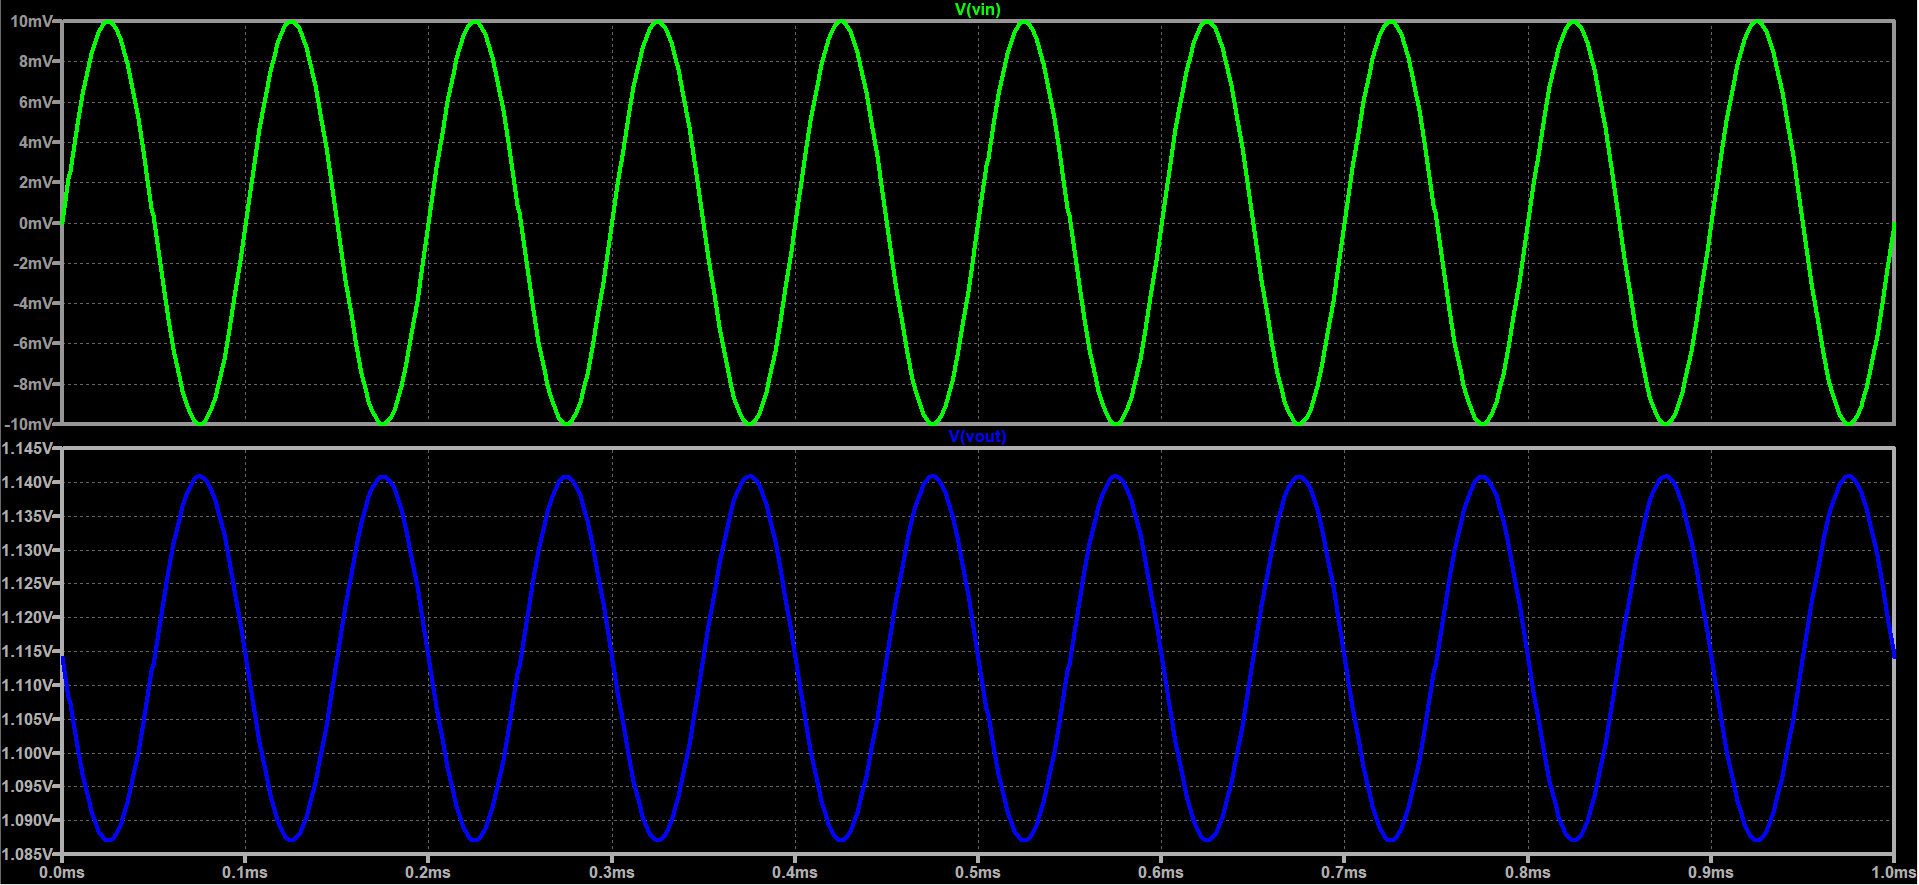 V(vin)
10mV
8mV
6mV
4mV
2mV
0mV
-2mV
-4mV
-6mV
-8mV
-10mV
V(vout)
1.145V
1.140V
1.135V
1.130V
1.125V
1.120V
1.115V
1.110V
1.105V
1.100V
1.095V
1.090V
1.085V
0.0ms 0.1ms 0.2ms 0.3ms 0.4ms 0.5ms 0.6ms 0.7ms 0.8ms 0.9ms 1.0ms